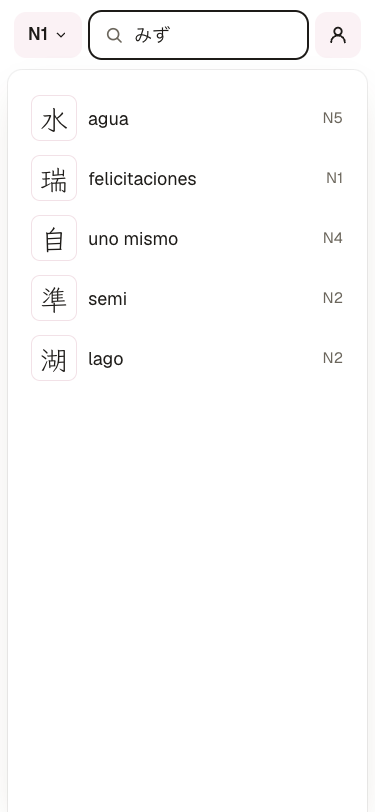 N1 みず
水 agua N5
瑞 felicitaciones N1
自 uno mismo N4
準 semi N2
湖 lago N2